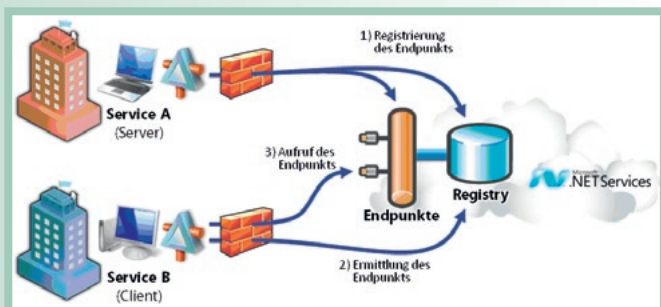 1) Registrierung
des Endpunkts
Service A
(Server)
3) Aufruf des
Endpunkts
Endpunkte
Registry
Microsoft
.NETServices
Service B
(Client)
2) Ermittlung des
Endpunkts